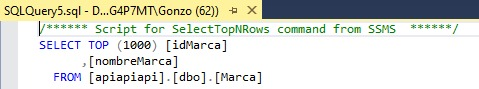 SQLQuery5.sql - D...G4P7MT\Gonzo (62))
/****** Script for SelectTopNRows command from SSMS  ******/
SELECT TOP (1000) [idMarca]
      ,[nombreMarca]
  FROM [apiapiapi].[dbo].[Marca]